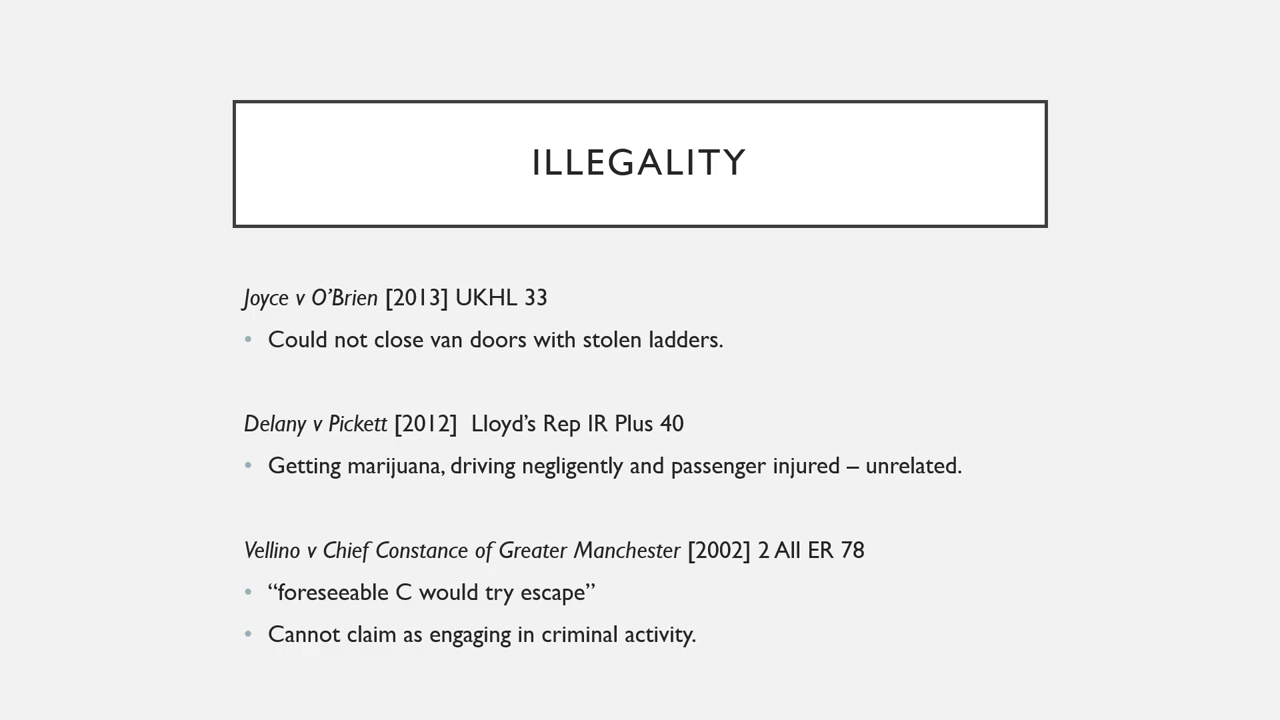 ILLEGALITY
Joyce v O’Brien [2013] UKHL 33
• Could not close van doors with stolen ladders.
Delany v Pickett [2012]  Lloyd’s Rep IR Plus 40
• Getting marijuana, driving negligently and passenger injured – unrelated.
Vellino v Chief Constance of Greater Manchester [2002] 2 All ER 78
• “foreseeable C would try escape”
• Cannot claim as engaging in criminal activity.